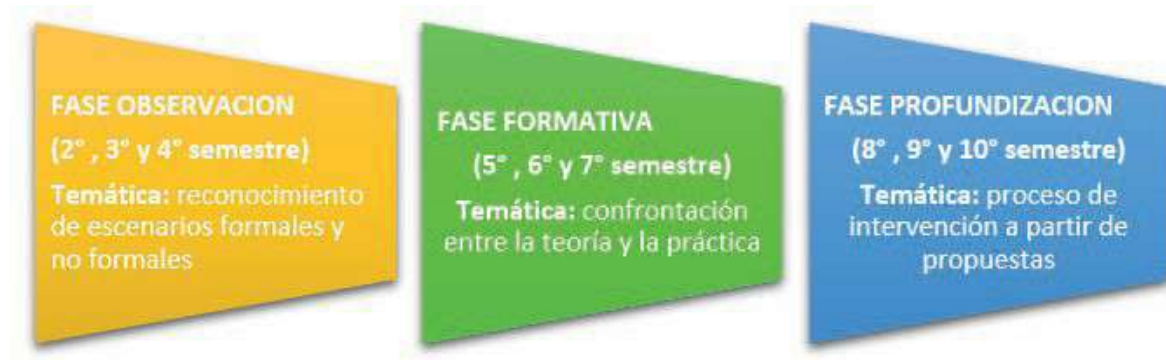 FASE OBSERVACION
(2° , 3° y 4° semestre)
Temática: reconocimiento
de escenarios formales y
no formales
FASE FORMATIVA
(5° , 6° y 7° semestre)
Temática: confrontación
entre la teoría y la práctica
FASE PROFUNDIZACION
(8° , 9° y 10° semestre)
Temática: proceso de
intervención a partir de
propuestas